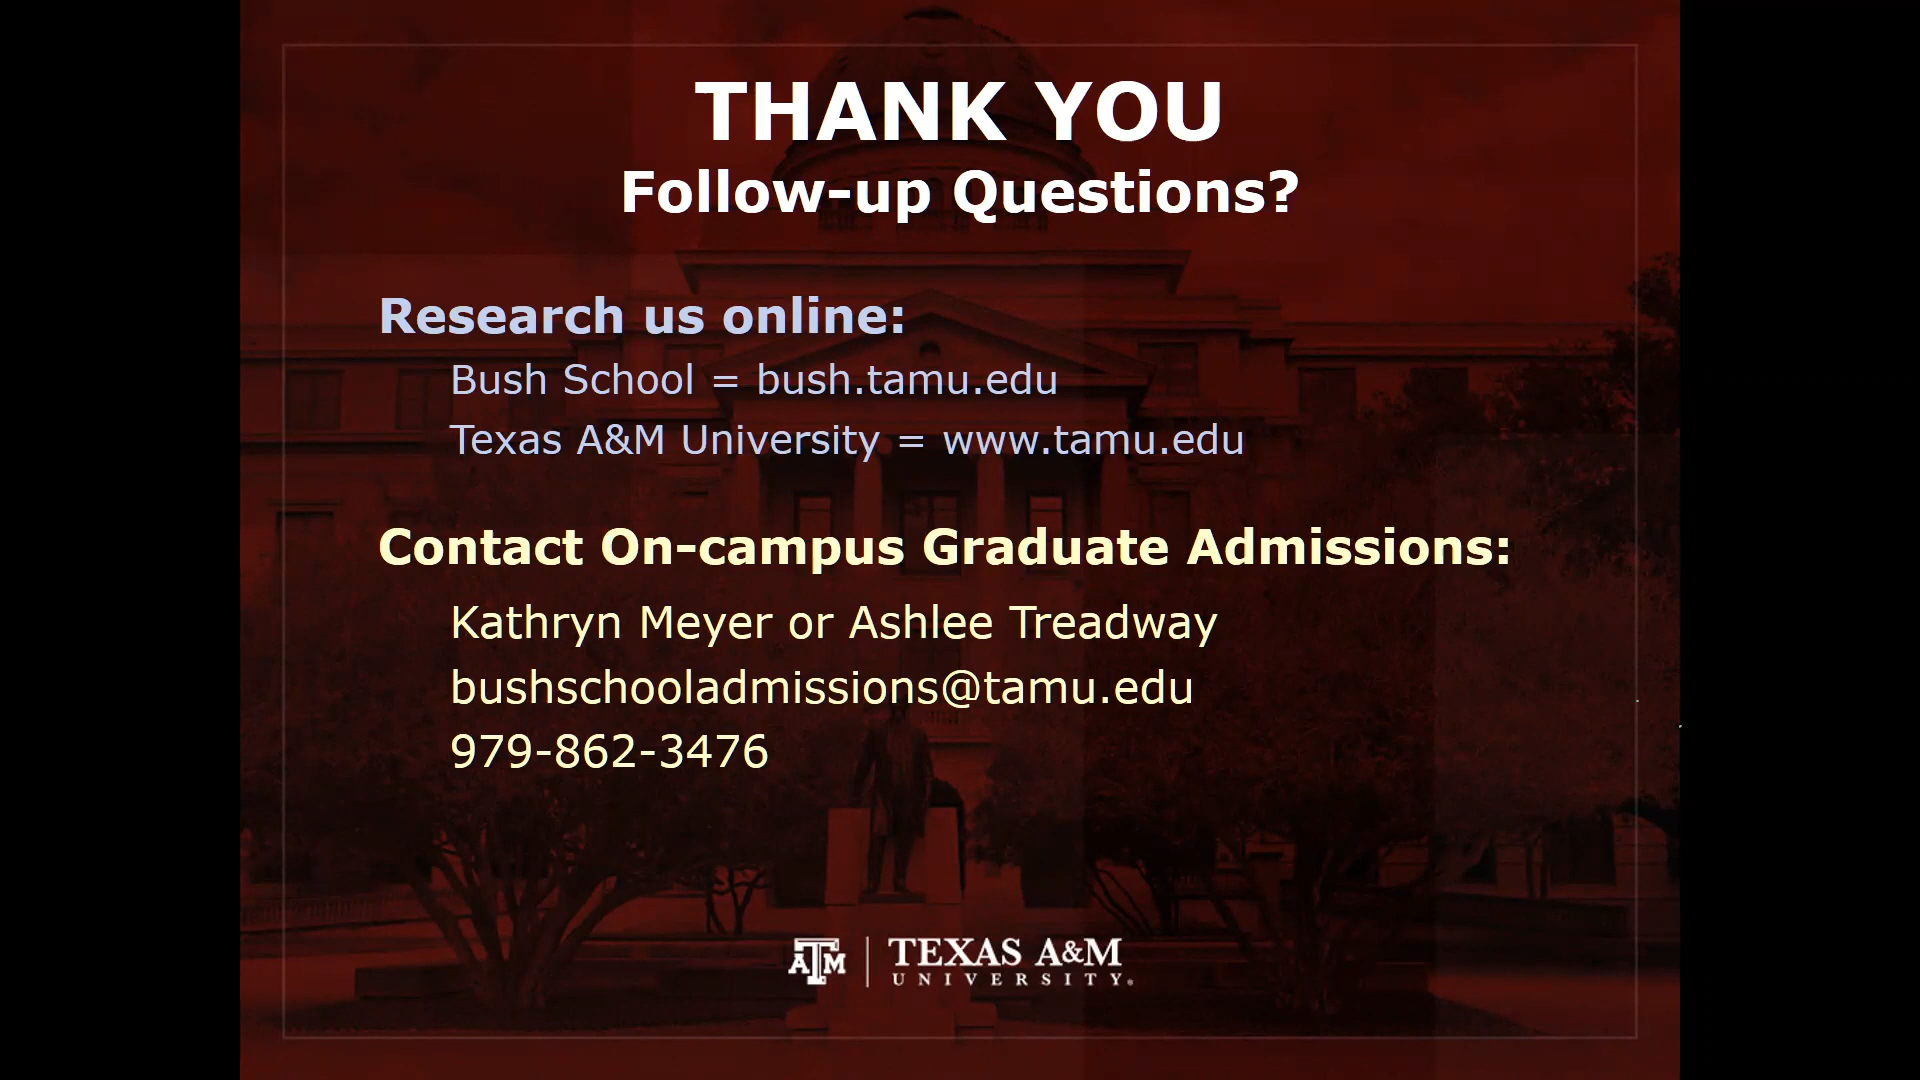 THANK YOU
Follow-up Questions?
Research us online:
Bush School = bush.tamu.edu
Texas A&M University = www.tamu.edu
Contact On-campus Graduate Admissions:
Kathryn Meyer or Ashlee Treadway
bushschooladmissions@tamu.edu
979-862-3476
ATM | TEXAS A&M
UNIVERSITY®